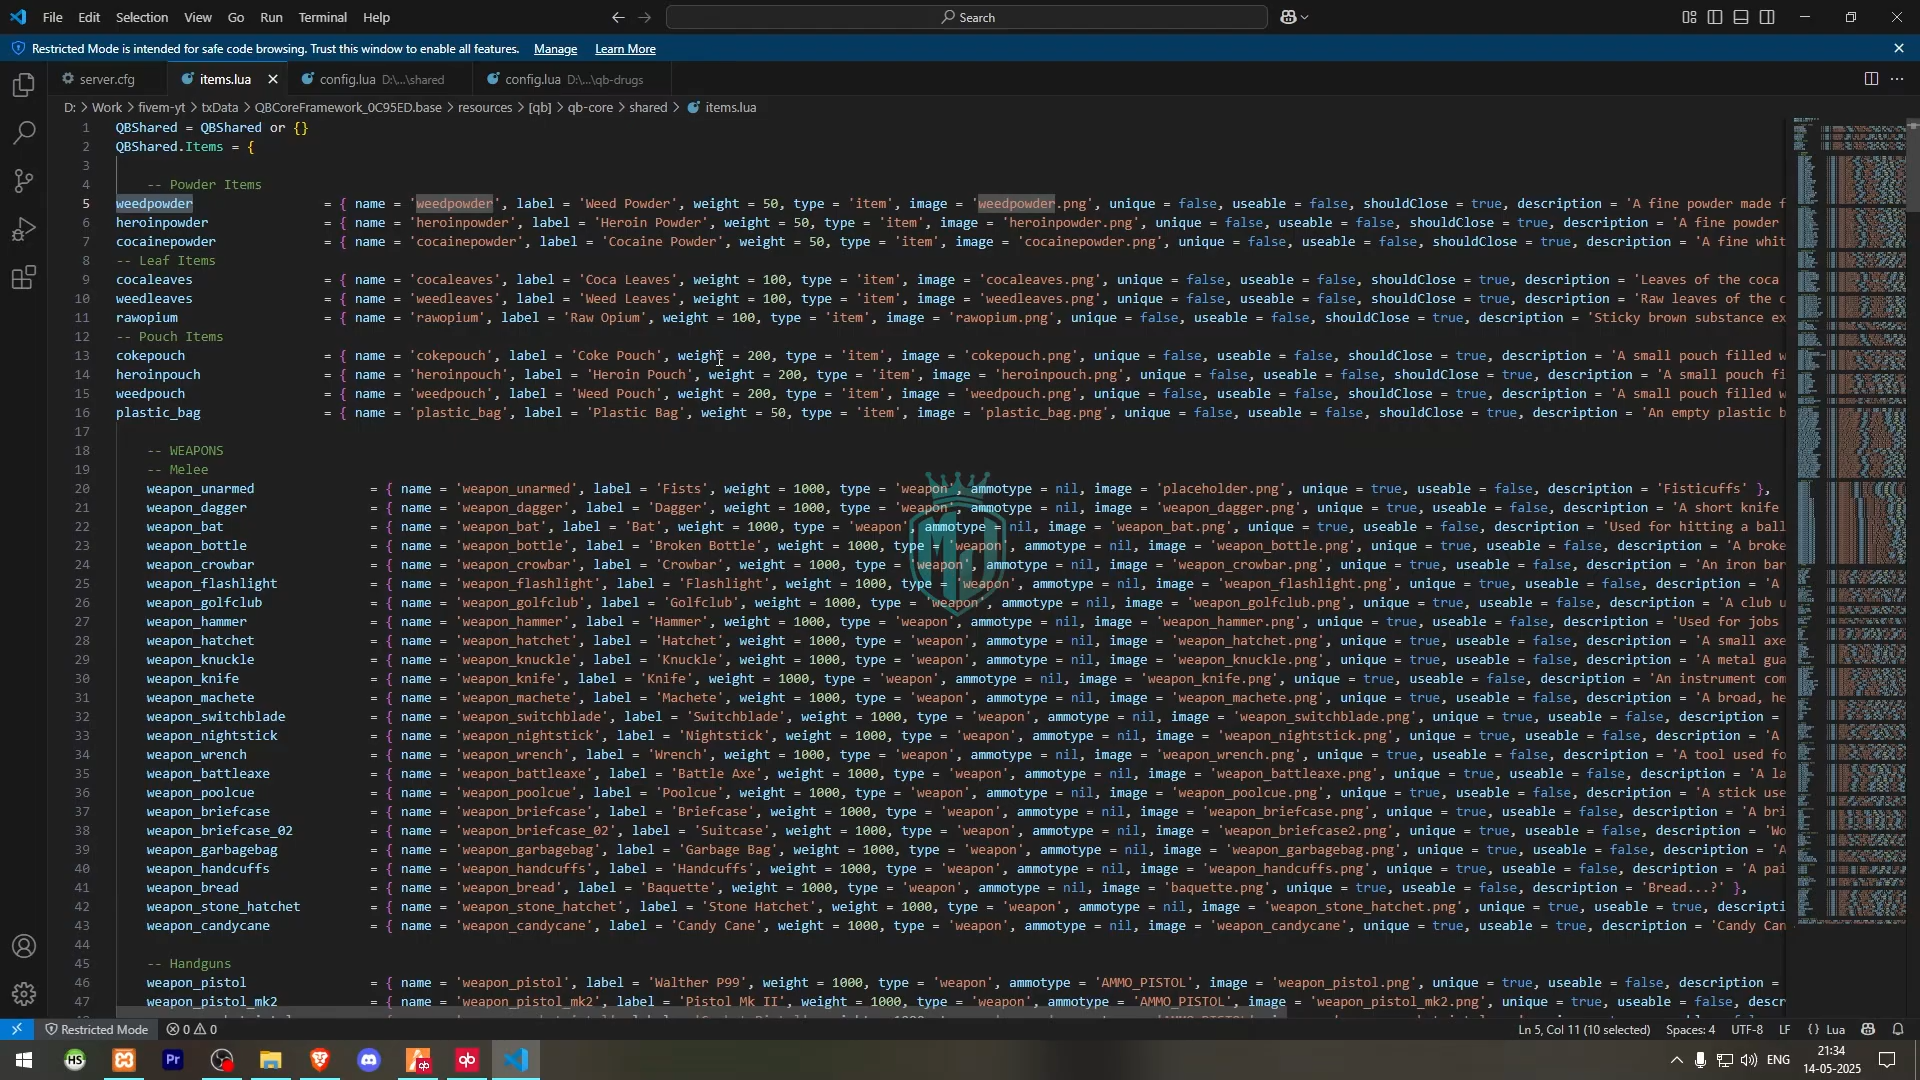 File Edit Selection View Go Run Terminal Help
Search
Restricted Mode is intended for safe code browsing. Trust this window to enable all features. Manage Learn More
server.cfg items.lua config.lua D:\...\shared config.lua D:\...\qb-drugs
D: > Work > fivem-yt > txData > QBCoreFramework_0C95ED.base > resources > [qb] > qb-core > shared > items.lua
1 QBShared = QBShared or {}
2 QBShared.Items = {
3
4 -- Powder Items
5 weedpowder = { name = 'weedpowder', label = 'Weed Powder', weight = 50, type = 'item', image = 'weedpowder.png', unique = false, useable = false, shouldClose = true, description = 'A fine powder made f
6 heroinpowder = { name = 'heroinpowder', label = 'Heroin Powder', weight = 50, type = 'item', image = 'heroinpowder.png', unique = false, useable = false, shouldClose = true, description = 'A fine powder
7 cocainepowder = { name = 'cocainepowder', label = 'Cocaine Powder', weight = 50, type = 'item', image = 'cocainepowder.png', unique = false, useable = false, shouldClose = true, description = 'A fine whit
8 -- Leaf Items
9 cocaleaves = { name = 'cocaleaves', label = 'Coca Leaves', weight = 100, type = 'item', image = 'cocaleaves.png', unique = false, useable = false, shouldClose = true, description = 'Leaves of the coca
10 weedleaves = { name = 'weedleaves', label = 'Weed Leaves', weight = 100, type = 'item', image = 'weedleaves.png', unique = false, useable = false, shouldClose = true, description = 'Raw leaves of the c
11 rawopium = { name = 'rawopium', label = 'Raw Opium', weight = 100, type = 'item', image = 'rawopium.png', unique = false, useable = false, shouldClose = true, description = 'Sticky brown substance ex
12 -- Pouch Items
13 cokepouch = { name = 'cokepouch', label = 'Coke Pouch', weight = 200, type = 'item', image = 'cokepouch.png', unique = false, useable = false, shouldClose = true, description = 'A small pouch filled w
14 heroinpouch = { name = 'heroinpouch', label = 'Heroin Pouch', weight = 200, type = 'item', image = 'heroinpouch.png', unique = false, useable = false, shouldClose = true, description = 'A small pouch fi
15 weedpouch = { name = 'weedpouch', label = 'Weed Pouch', weight = 200, type = 'item', image = 'weedpouch.png', unique = false, useable = false, shouldClose = true, description = 'A small pouch filled w
16 plastic_bag = { name = 'plastic_bag', label = 'Plastic Bag', weight = 50, type = 'item', image = 'plastic_bag.png', unique = false, useable = false, shouldClose = true, description = 'An empty plastic b
17
18 -- WEAPONS
19 -- Melee
20 weapon_unarmed = { name = 'weapon_unarmed', label = 'Fists', weight = 1000, type = 'weapon', ammotype = nil, image = 'placeholder.png', unique = true, useable = false, description = 'Fisticuffs' },
21 weapon_dagger = { name = 'weapon_dagger', label = 'Dagger', weight = 1000, type = 'weapon', ammotype = nil, image = 'weapon_dagger.png', unique = true, useable = false, description = 'A short knife
22 weapon_bat = { name = 'weapon_bat', label = 'Bat', weight = 1000, type = 'weapon', ammotype = nil, image = 'weapon_bat.png', unique = true, useable = false, description = 'Used for hitting a ball
23 weapon_bottle = { name = 'weapon_bottle', label = 'Broken Bottle', weight = 1000, type = 'weapon', ammotype = nil, image = 'weapon_bottle.png', unique = true, useable = false, description = 'A broke
24 weapon_crowbar = { name = 'weapon_crowbar', label = 'Crowbar', weight = 1000, type = 'weapon', ammotype = nil, image = 'weapon_crowbar.png', unique = true, useable = false, description = 'An iron bar
25 weapon_flashlight = { name = 'weapon_flashlight', label = 'Flashlight', weight = 1000, type = 'weapon', ammotype = nil, image = 'weapon_flashlight.png', unique = true, useable = false, description = 'A
26 weapon_golfclub = { name = 'weapon_golfclub', label = 'Golfclub', weight = 1000, type = 'weapon', ammotype = nil, image = 'weapon_golfclub.png', unique = true, useable = false, description = 'A club u
27 weapon_hammer = { name = 'weapon_hammer', label = 'Hammer', weight = 1000, type = 'weapon', ammotype = nil, image = 'weapon_hammer.png', unique = true, useable = false, description = 'Used for jobs
28 weapon_hatchet = { name = 'weapon_hatchet', label = 'Hatchet', weight = 1000, type = 'weapon', ammotype = nil, image = 'weapon_hatchet.png', unique = true, useable = false, description = 'A small axe
29 weapon_knuckle = { name = 'weapon_knuckle', label = 'Knuckle', weight = 1000, type = 'weapon', ammotype = nil, image = 'weapon_knuckle.png', unique = true, useable = false, description = 'A metal gua
30 weapon_knife = { name = 'weapon_knife', label = 'Knife', weight = 1000, type = 'weapon', ammotype = nil, image = 'weapon_knife.png', unique = true, useable = false, description = 'An instrument com
31 weapon_machete = { name = 'weapon_machete', label = 'Machete', weight = 1000, type = 'weapon', ammotype = nil, image = 'weapon_machete.png', unique = true, useable = false, description = 'A broad, he
32 weapon_switchblade = { name = 'weapon_switchblade', label = 'Switchblade', weight = 1000, type = 'weapon', ammotype = nil, image = 'weapon_switchblade.png', unique = true, useable = false, description =
33 weapon_nightstick = { name = 'weapon_nightstick', label = 'Nightstick', weight = 1000, type = 'weapon', ammotype = nil, image = 'weapon_nightstick.png', unique = true, useable = false, description = 'A
34 weapon_wrench = { name = 'weapon_wrench', label = 'Wrench', weight = 1000, type = 'weapon', ammotype = nil, image = 'weapon_wrench.png', unique = true, useable = false, description = 'A tool used fo
35 weapon_battleaxe = { name = 'weapon_battleaxe', label = 'Battle Axe', weight = 1000, type = 'weapon', ammotype = nil, image = 'weapon_battleaxe.png', unique = true, useable = false, description = 'A la
36 weapon_poolcue = { name = 'weapon_poolcue', label = 'Poolcue', weight = 1000, type = 'weapon', ammotype = nil, image = 'weapon_poolcue.png', unique = true, useable = false, description = 'A stick use
37 weapon_briefcase = { name = 'weapon_briefcase', label = 'Briefcase', weight = 1000, type = 'weapon', ammotype = nil, image = 'weapon_briefcase.png', unique = true, useable = false, description = 'A bri
38 weapon_briefcase_02 = { name = 'weapon_briefcase_02', label = 'Suitcase', weight = 1000, type = 'weapon', ammotype = nil, image = 'weapon_briefcase2.png', unique = true, useable = false, description = 'Wo
39 weapon_garbagebag = { name = 'weapon_garbagebag', label = 'Garbage Bag', weight = 1000, type = 'weapon', ammotype = nil, image = 'weapon_garbagebag.png', unique = true, useable = false, description = 'A
40 weapon_handcuffs = { name = 'weapon_handcuffs', label = 'Handcuffs', weight = 1000, type = 'weapon', ammotype = nil, image = 'weapon_handcuffs.png', unique = true, useable = false, description = 'A pai
41 weapon_bread = { name = 'weapon_bread', label = 'Baquette', weight = 1000, type = 'weapon', ammotype = nil, image = 'baquette.png', unique = true, useable = false, description = 'Bread...?' },
42 weapon_stone_hatchet = { name = 'weapon_stone_hatchet', label = 'Stone Hatchet', weight = 1000, type = 'weapon', ammotype = nil, image = 'weapon_stone_hatchet.png', unique = true, useable = true, descripti
43 weapon_candycane = { name = 'weapon_candycane', label = 'Candy Cane', weight = 1000, type = 'weapon', ammotype = nil, image = 'weapon_candycane', unique = true, useable = true, description = 'Candy Can
44
45 -- Handguns
46 weapon_pistol = { name = 'weapon_pistol', label = 'Walther P99', weight = 1000, type = 'weapon', ammotype = 'AMMO_PISTOL', image = 'weapon_pistol.png', unique = true, useable = false, description =
47 weapon_pistol_mk2 = { name = 'weapon_pistol_mk2', label = 'Pistol Mk II', weight = 1000, type = 'weapon', ammotype = 'AMMO_PISTOL', image = 'weapon_pistol_mk2.png', unique = true, useable = false, descr
Restricted Mode 0 0 Ln 5, Col 11 (10 selected) Spaces: 4 UTF-8 LF {} Lua
HS Pr qb qb ENG 21:34
14-05-2025